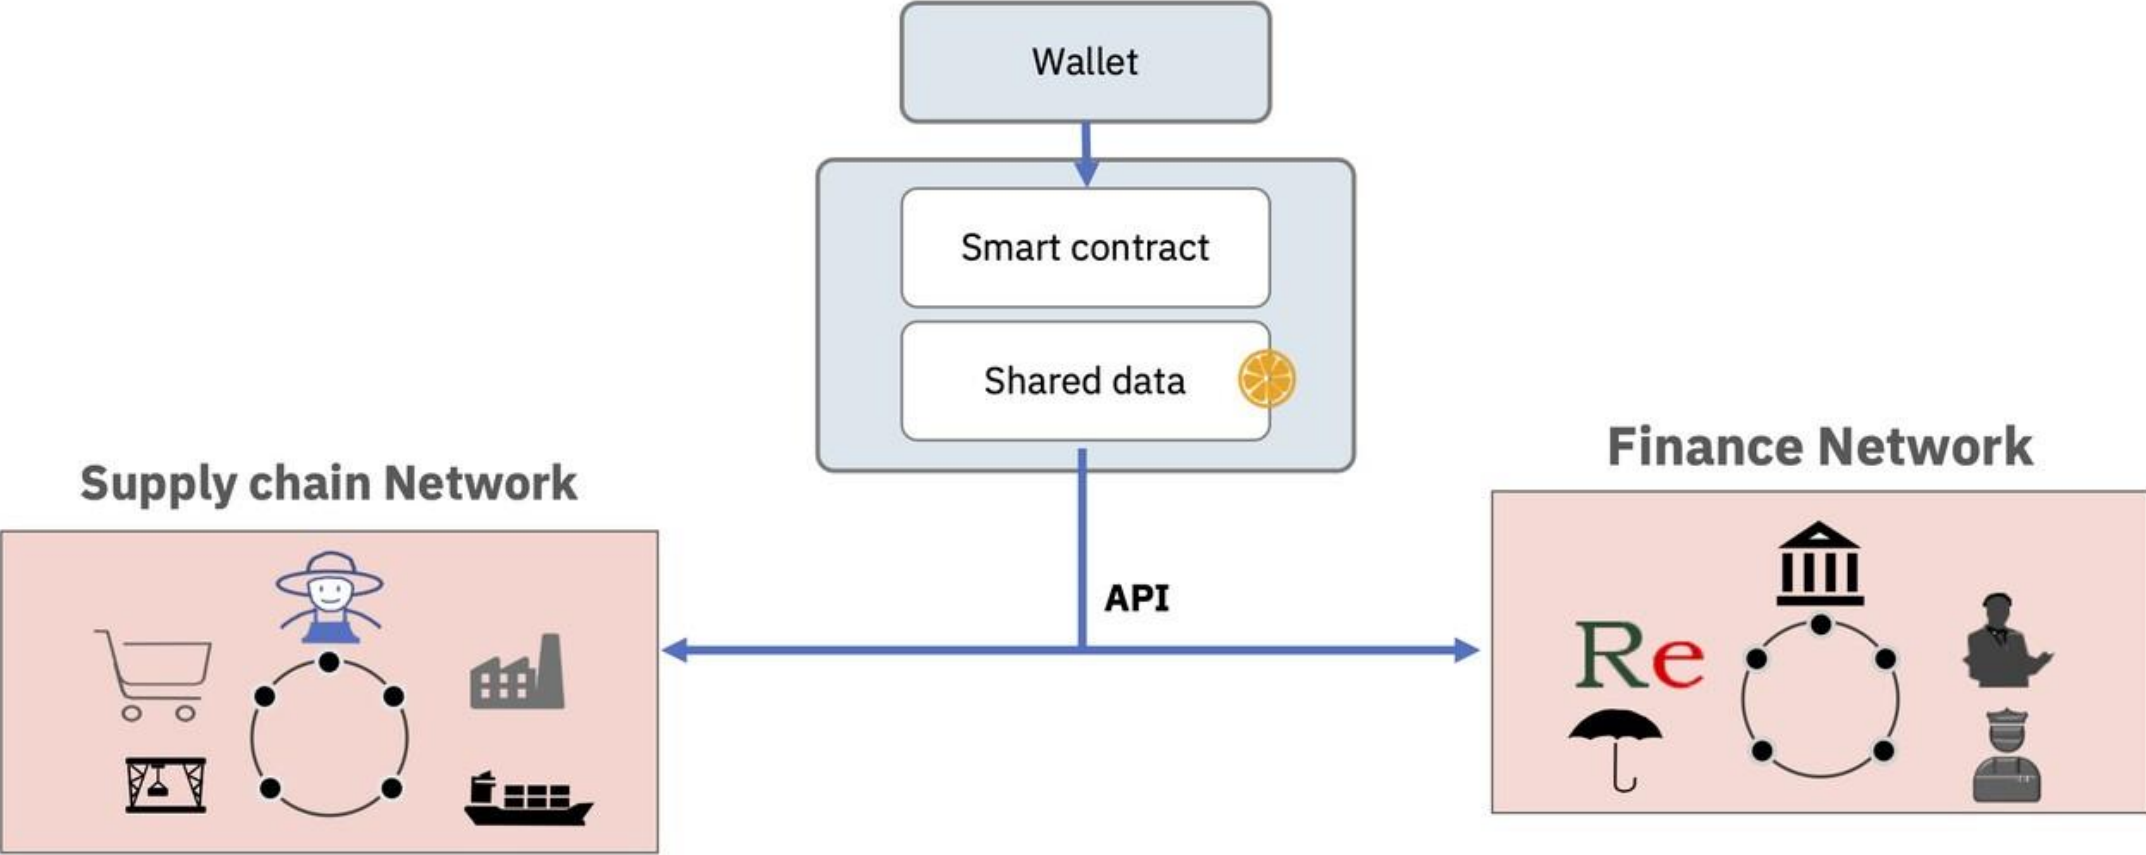 Wallet
Smart contract
Shared data
Supply chain Network
Finance Network
API
Re